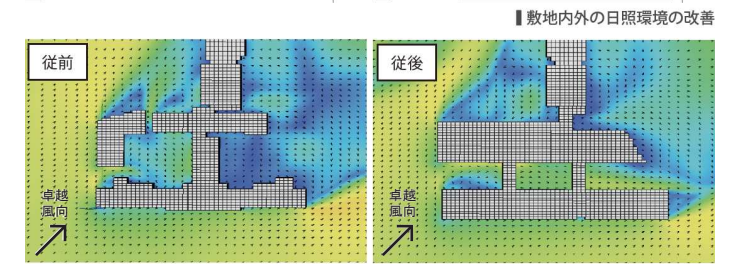 ▌敷地内外の日照環境の改善
従前
従後
卓越
風向
卓越
風向